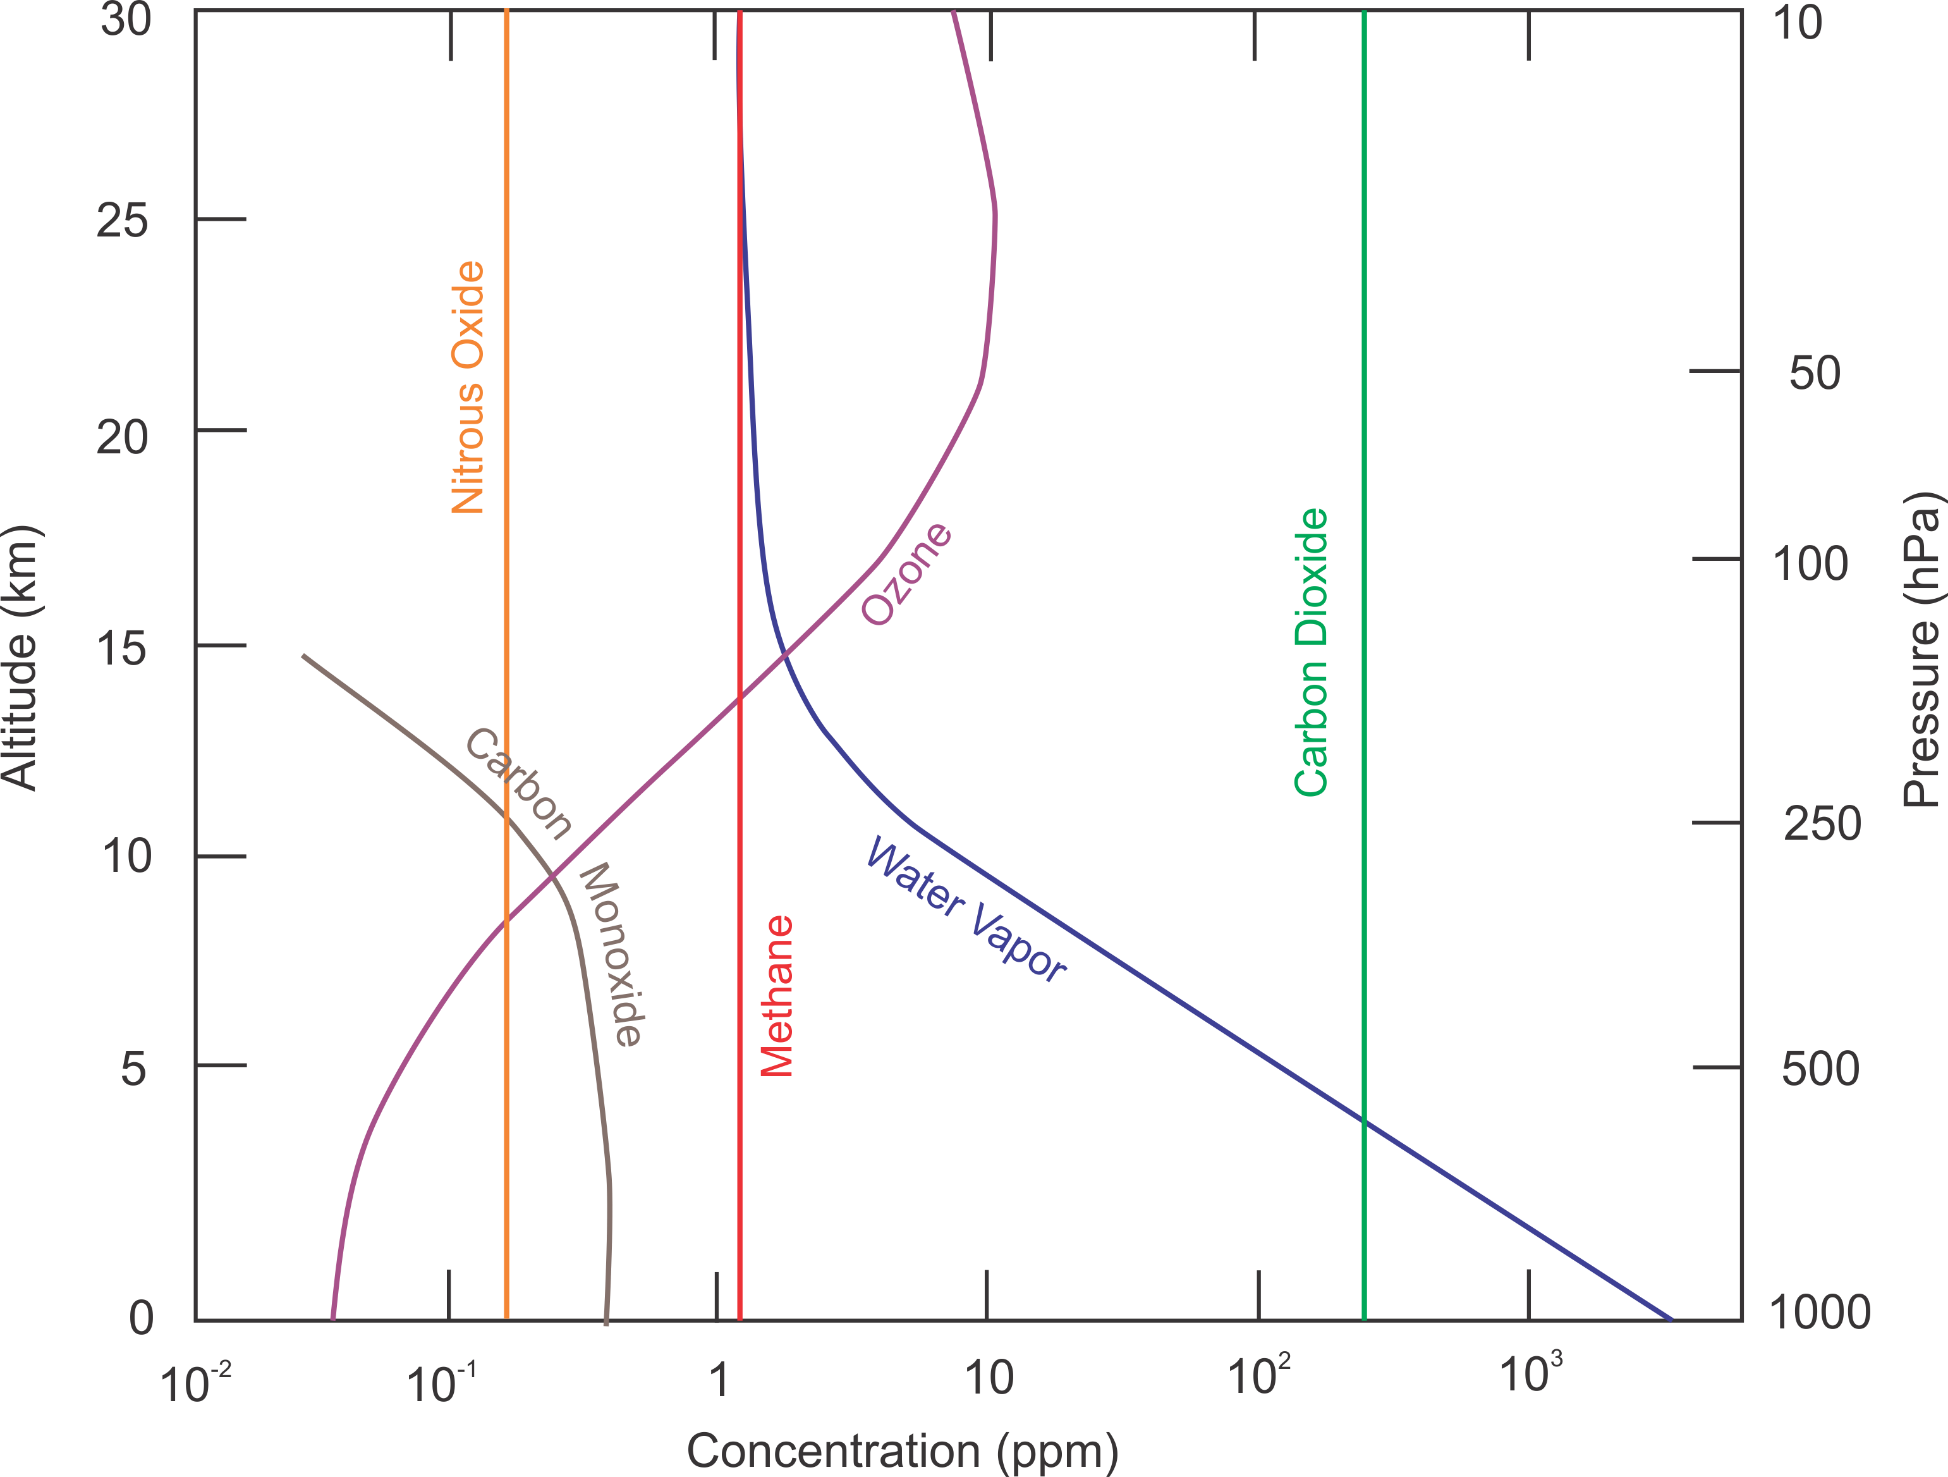 30
25
20
15
10
5
0
Altitude (km)
10
50
100
250
500
1000
Pressure (hPa)
Nitrous Oxide
Ozone
Carbon Dioxide
Carbon Monoxide
Methane
Water Vapor
10-2
10-1
1
10
10²
10³
Concentration (ppm)